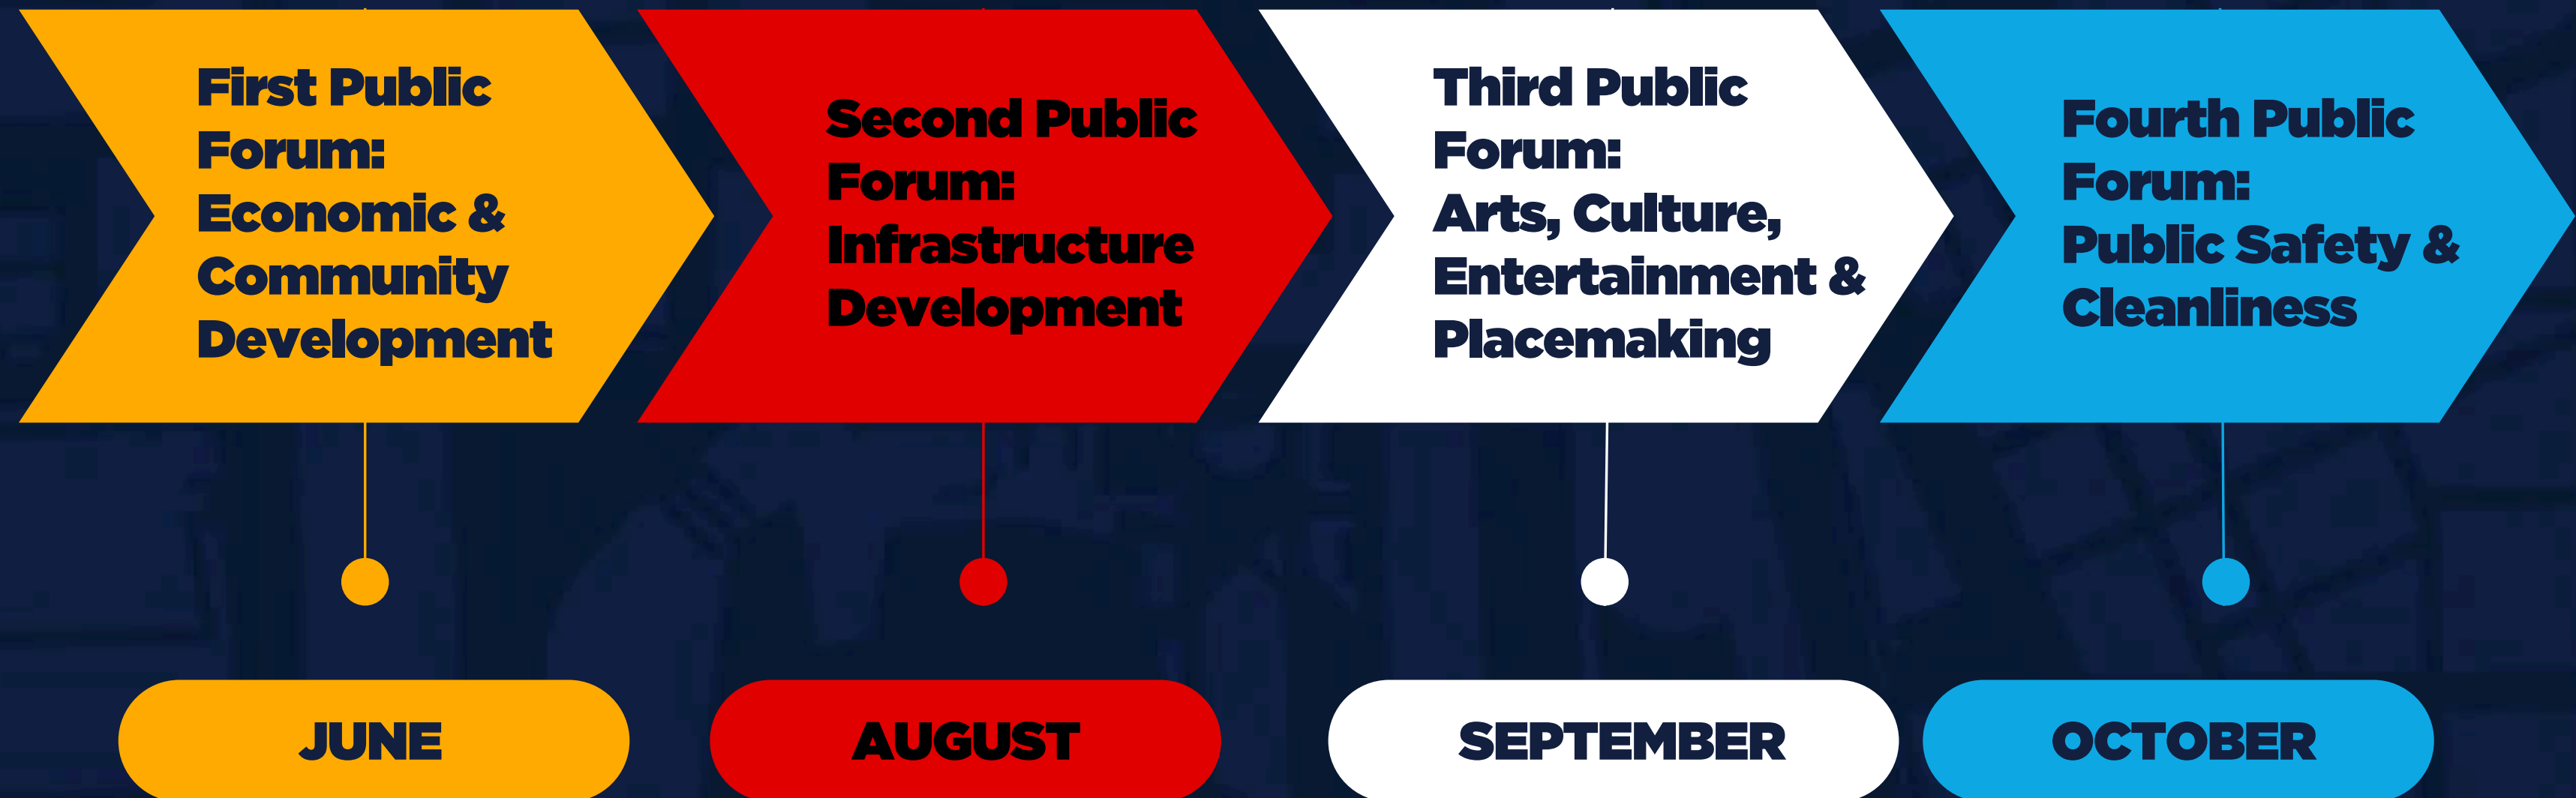 First Public
Forum:
Economic &
Community
Development
Second Public
Forum:
Infrastructure
Development
Third Public
Forum:
Arts, Culture,
Entertainment &
Placemaking
Fourth Public
Forum:
Public Safety &
Cleanliness
JUNE
AUGUST
SEPTEMBER
OCTOBER